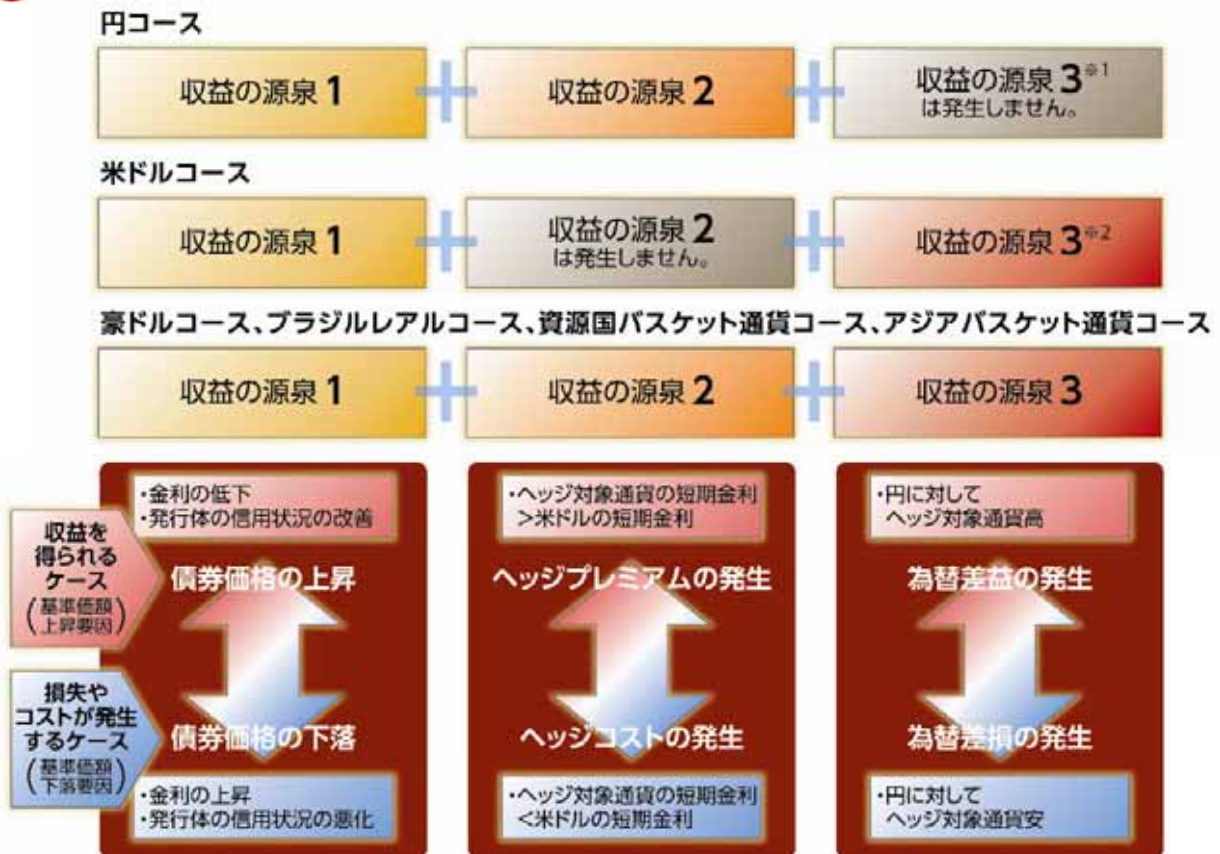 円コース
収益の源泉 1 + 収益の源泉 2 + 収益の源泉 3※1
は発生しません。
米ドルコース
収益の源泉 1 + 収益の源泉 2 + 収益の源泉 3※2
は発生しません。
豪ドルコース、ブラジルレアルコース、資源国バスケット通貨コース、アジアバスケット通貨コース
収益の源泉 1 + 収益の源泉 2 + 収益の源泉 3
収益を
得られる
ケース
(基準価額
上昇要因)
・金利の低下
・発行体の信用状況の改善
債券価格の上昇
・ヘッジ対象通貨の短期金利
>米ドルの短期金利
ヘッジプレミアムの発生
・円に対して
ヘッジ対象通貨高
為替差益の発生
損失や
コストが発生
するケース
(基準価額
下落要因)
債券価格の下落
・金利の上昇
・発行体の信用状況の悪化
ヘッジコストの発生
・ヘッジ対象通貨の短期金利
<米ドルの短期金利
為替差損の発生
・円に対して
ヘッジ対象通貨安